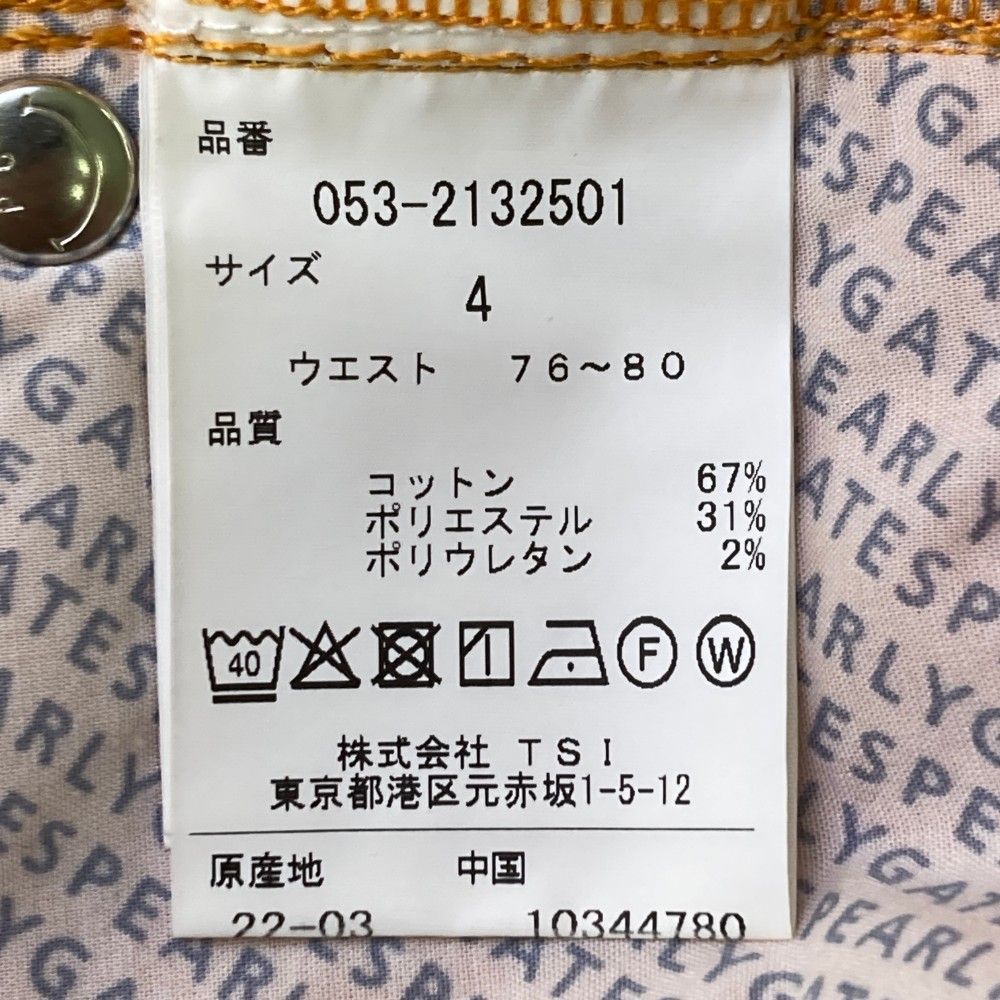 品番
053-2132501
サイズ
4
ウエスト 76~80
品質
コットン 67%
ポリエステル 31%
ポリウレタン 2%
40 F W
株式会社 TSI
東京都港区元赤坂1-5-12
原産地 中国
22-03 10344780
PEARLYGATES